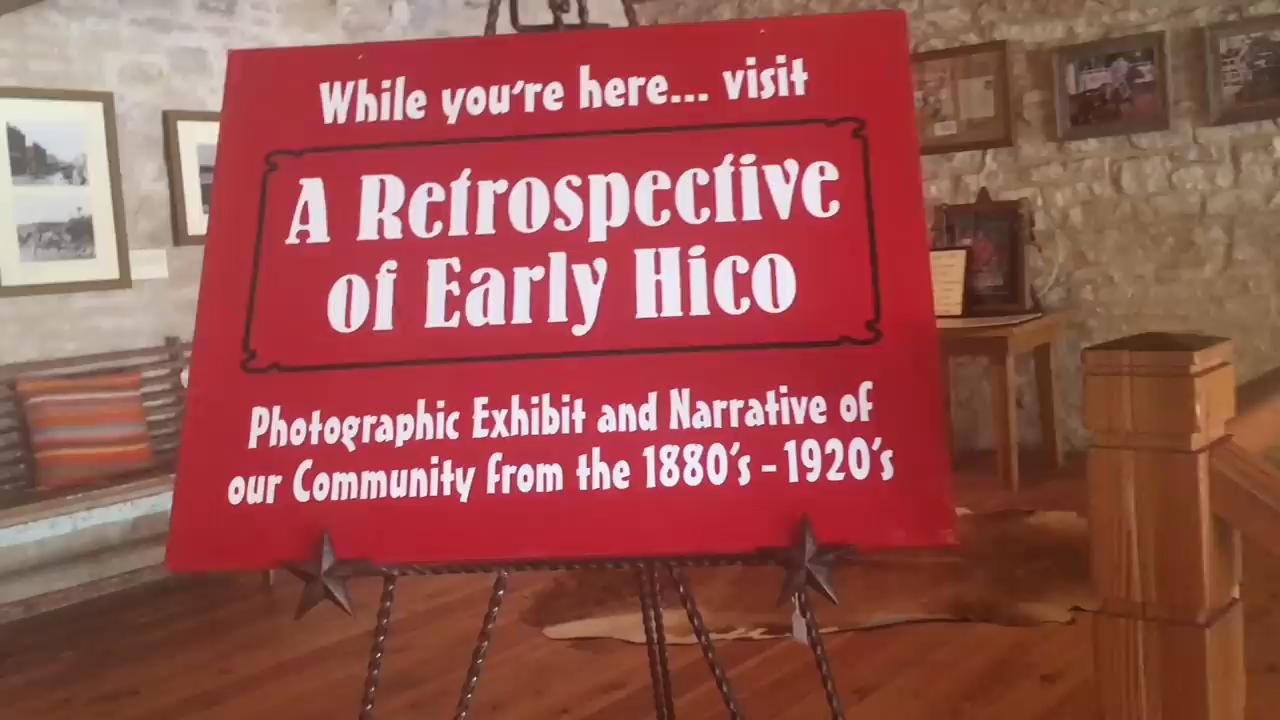 While you're here... visit
A Retrospective
of Early Hico
Photographic Exhibit and Narrative of
our Community from the 1880's - 1920's